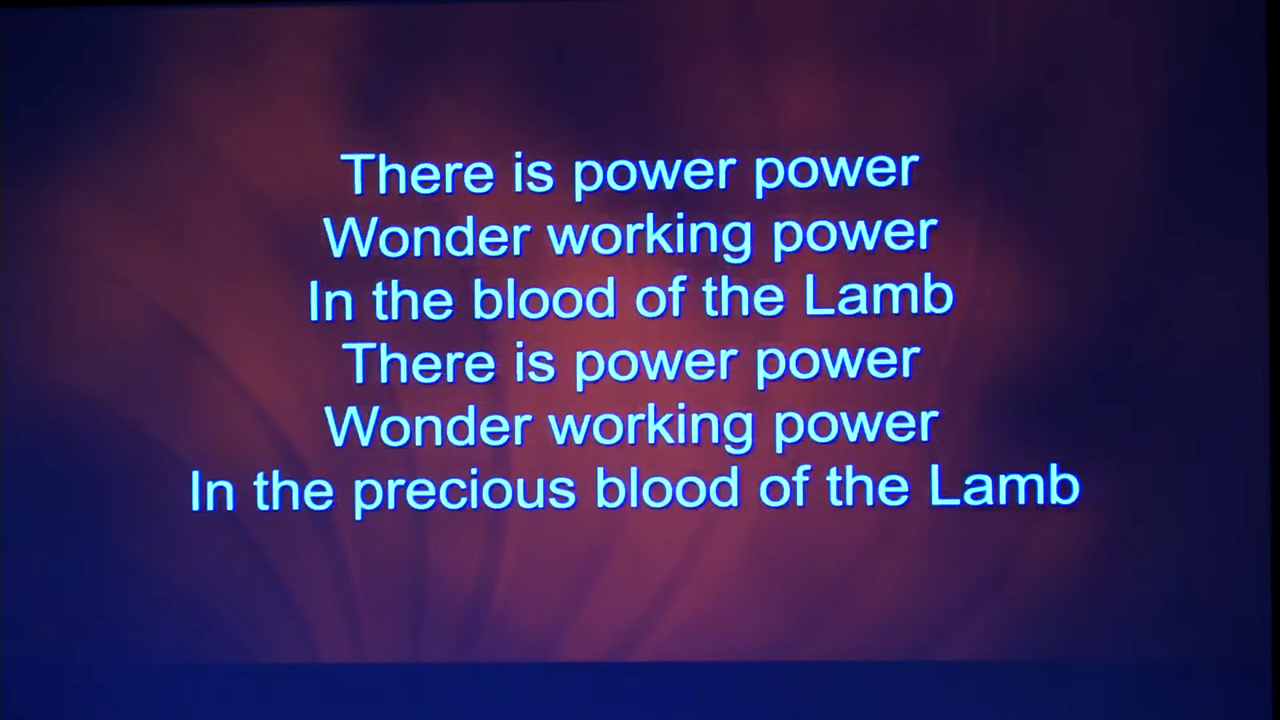 There is power power
Wonder working power
In the blood of the Lamb
There is power power
Wonder working power
In the precious blood of the Lamb